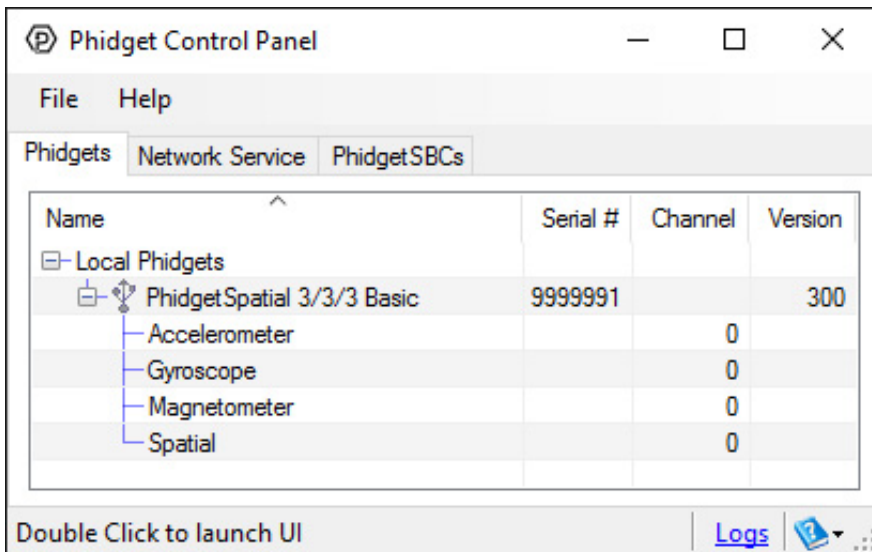 Phidget Control Panel
File Help
Phidgets Network Service PhidgetSBCs
Name Serial # Channel Version
Local Phidgets
PhidgetSpatial 3/3/3 Basic 9999991 300
Accelerometer 0
Gyroscope 0
Magnetometer 0
Spatial 0
Double Click to launch UI Logs